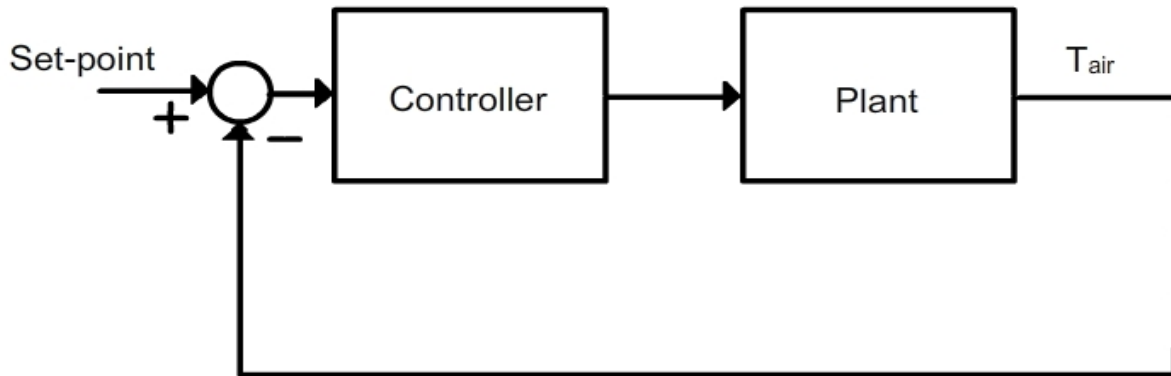 Set-point
+
−
Controller
Plant
Tair